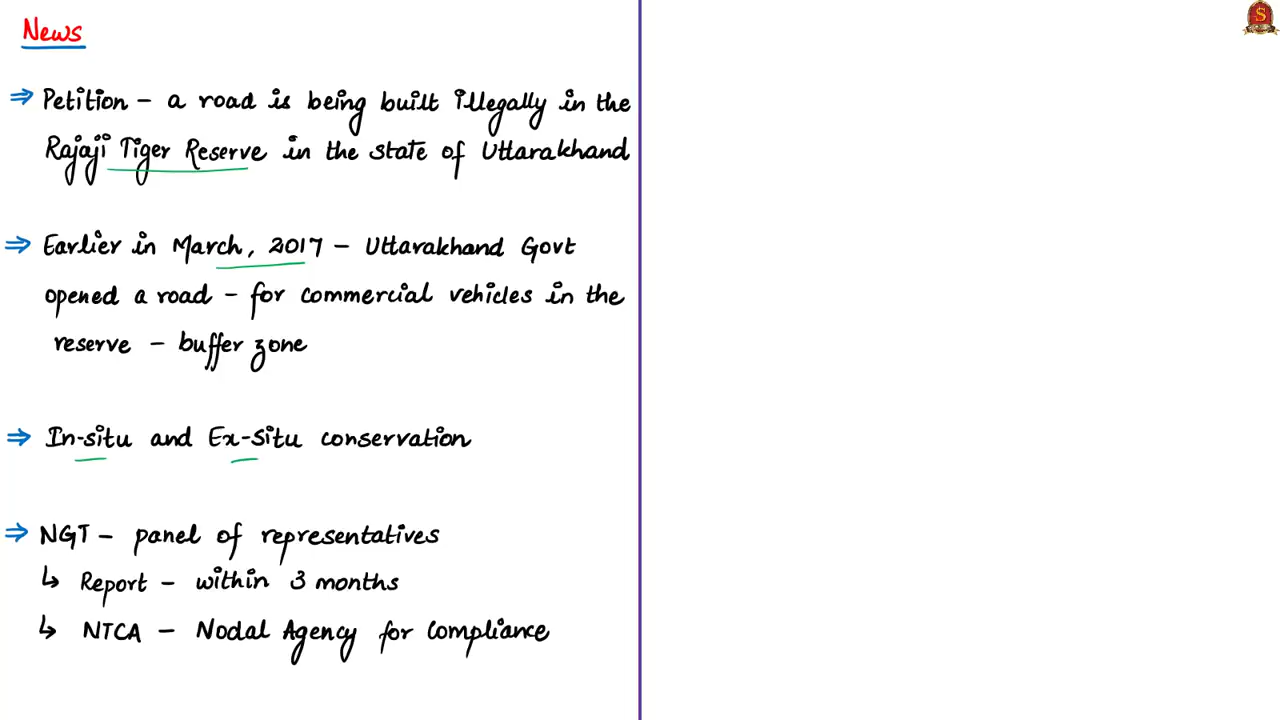 News
⇒ Petition – a road is being built illegally in the
Rajaji Tiger Reserve in the state of Uttarakhand
⇒ Earlier in March, 2017 – Uttarakhand Govt
opened a road – for commercial vehicles in the
reserve – buffer zone
⇒ In-situ and Ex-situ conservation
⇒ NGT – panel of representatives
↳ Report – within 3 months
↳ NTCA – Nodal Agency for compliance
S